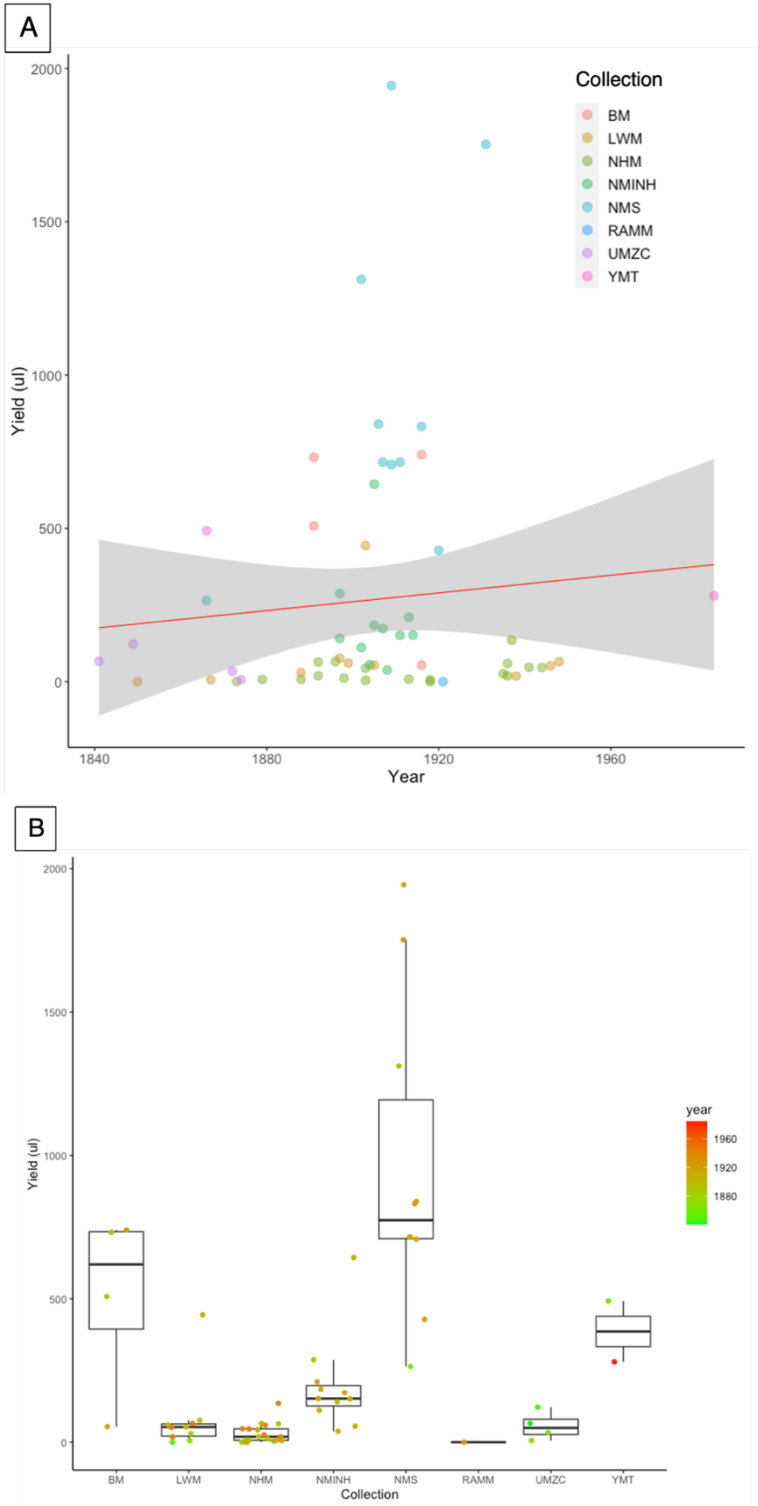 A
Collection
BM
LWM
NHM
NMINH
NMS
RAMM
UMZC
YMT
2000
1500
1000
500
0
Yield (ul)
1840 1880 1920 1960
Year
B
2000
1500
1000
500
0
Yield (ul)
year
1960
1920
1880
BM LWM NHM NMINH NMS RAMM UMZC YMT
Collection